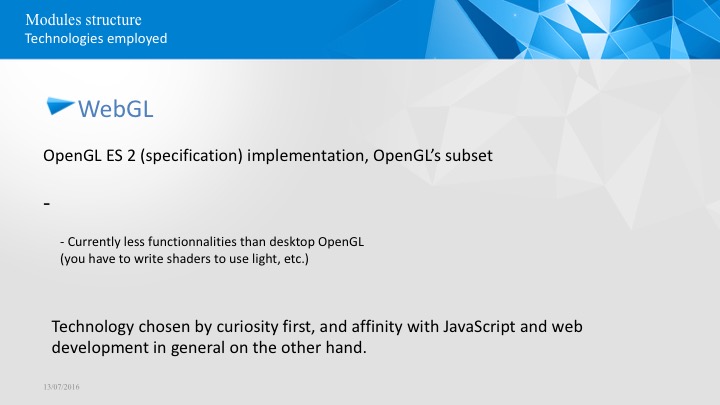 Modules structure
Technologies employed
WebGL
OpenGL ES 2 (specification) implementation, OpenGL’s subset
-
- Currently less functionnalities than desktop OpenGL
(you have to write shaders to use light, etc.)
Technology chosen by curiosity first, and affinity with JavaScript and web
development in general on the other hand.
13/07/2016